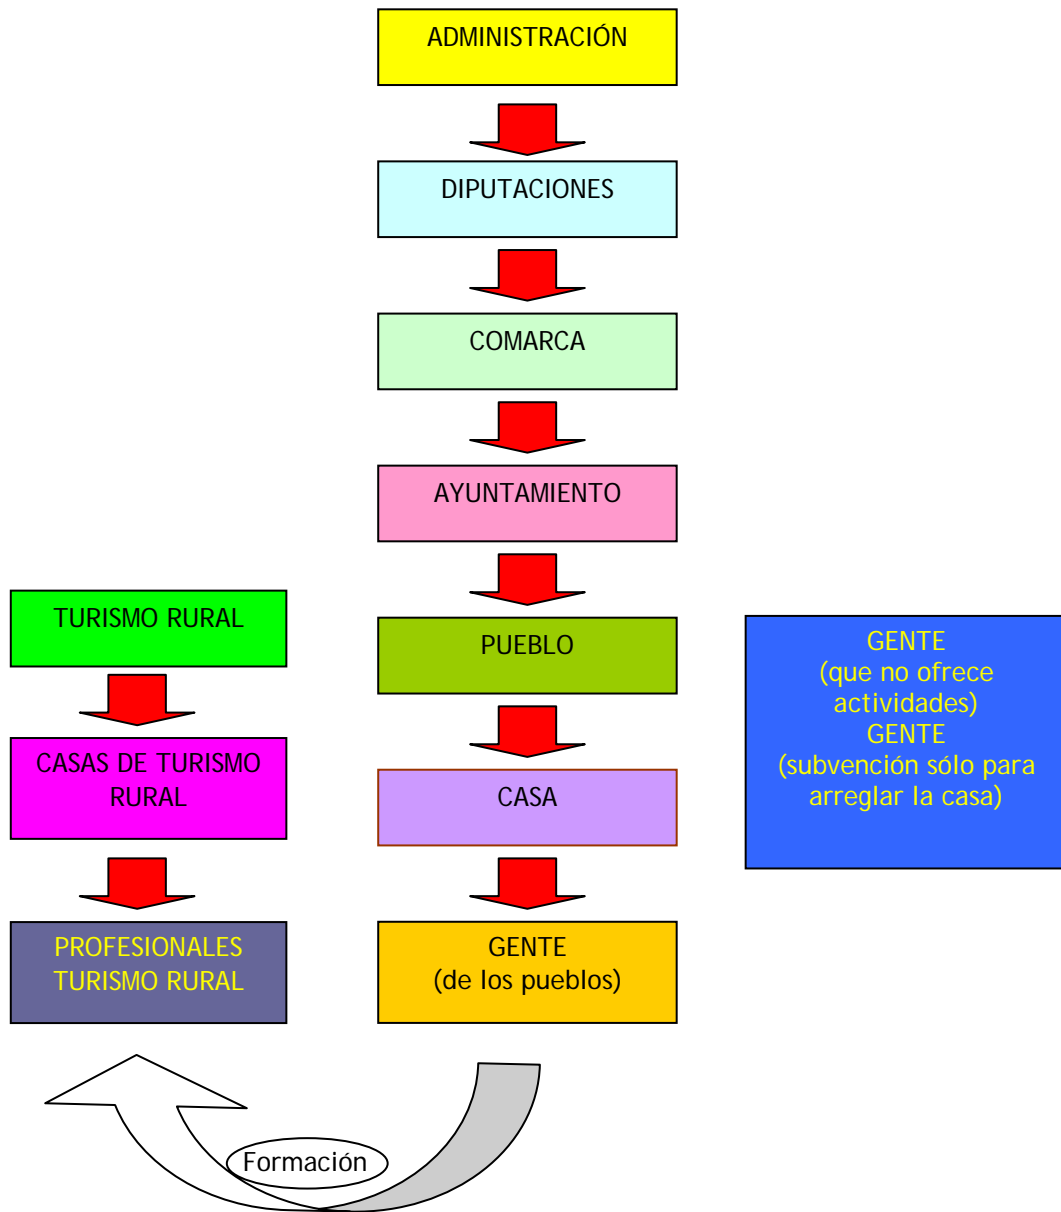 ADMINISTRACIÓN
DIPUTACIONES
COMARCA
AYUNTAMIENTO
TURISMO RURAL
PUEBLO
GENTE
(que no ofrece
actividades)
GENTE
(subvención sólo para
arreglar la casa)
CASAS DE TURISMO
RURAL
CASA
PROFESIONALES
TURISMO RURAL
GENTE
(de los pueblos)
Formación